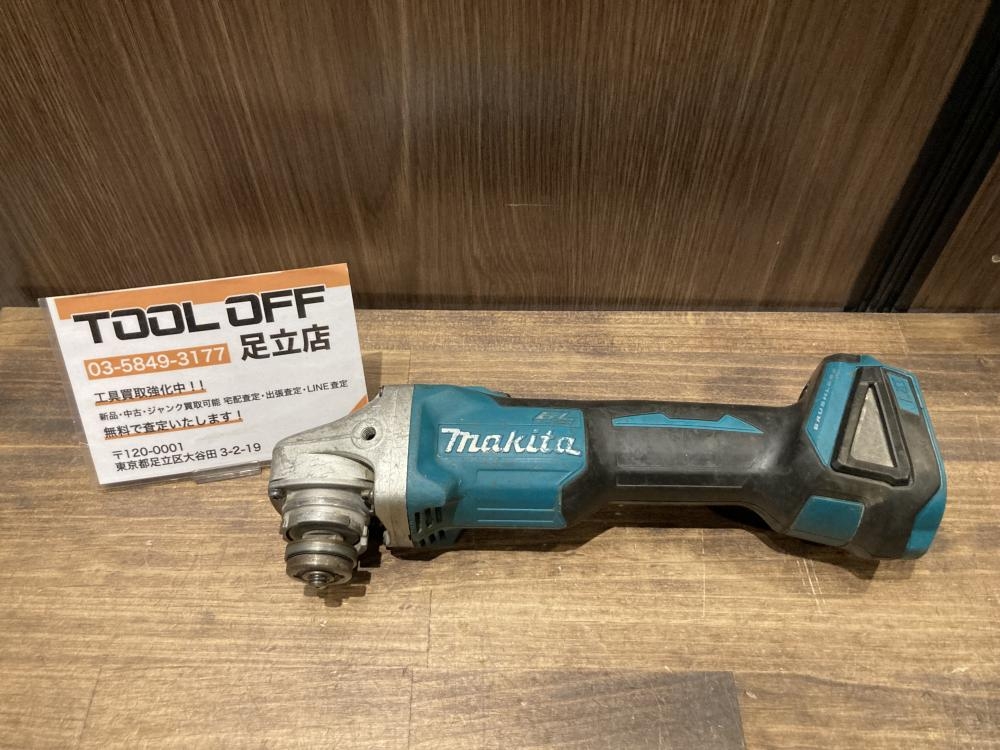 TOOL OFF
03-5849-3177 足立店
工具買取強化中!!
新品・中古・ジャンク買取可能 宅配査定・出張査定・LINE査定
無料で査定いたします!
〒120-0001
東京都足立区大谷田 3-2-19
BL
makita
BRUSHLESS